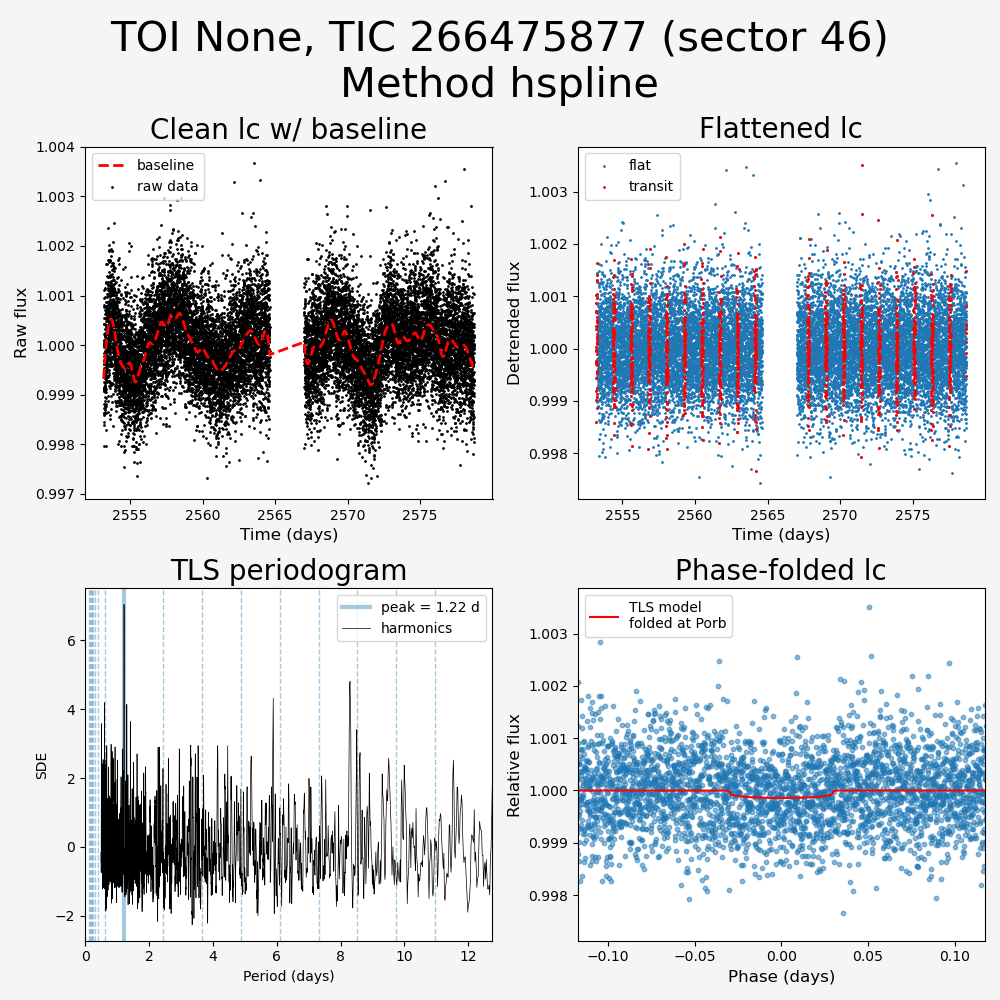 TOI None, TIC 266475877 (sector 46)
Method hspline
Clean lc w/ baseline
Flattened lc
1.004
1.003
1.002
1.001
1.000
0.999
0.998
0.997
Raw flux
baseline
raw data
2555
2560
2565
2570
2575
Time (days)
1.003
1.002
1.001
1.000
0.999
0.998
Detrended flux
flat
transit
2555
2560
2565
2570
2575
Time (days)
TLS periodogram
Phase-folded lc
6
4
2
0
−2
SDE
peak = 1.22 d
harmonics
0
2
4
6
8
10
12
Period (days)
1.003
1.002
1.001
1.000
0.999
0.998
Relative flux
TLS model
folded at Porb
−0.10
−0.05
0.00
0.05
0.10
Phase (days)